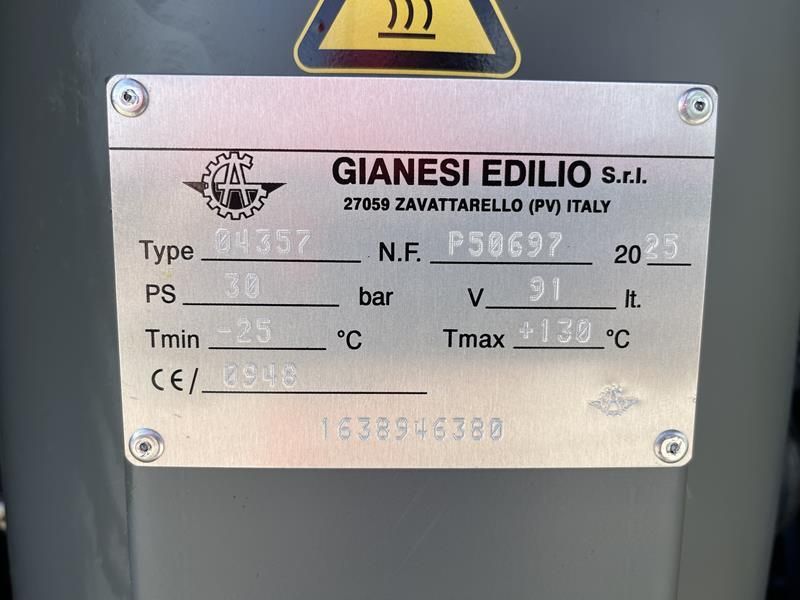 GIANESI EDILIO S.r.l.
27059 ZAVATTARELLO (PV) ITALY
Type 04357 N.F. P50697 2025
PS 30 bar V 91 lt.
Tmin -25 °C Tmax +130 °C
CE/ 0948
1638946380